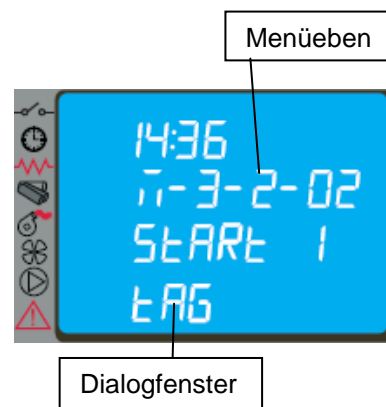 Menüeben
14:36
n-3-2-02
StARt 1
tAG
Dialogfenster